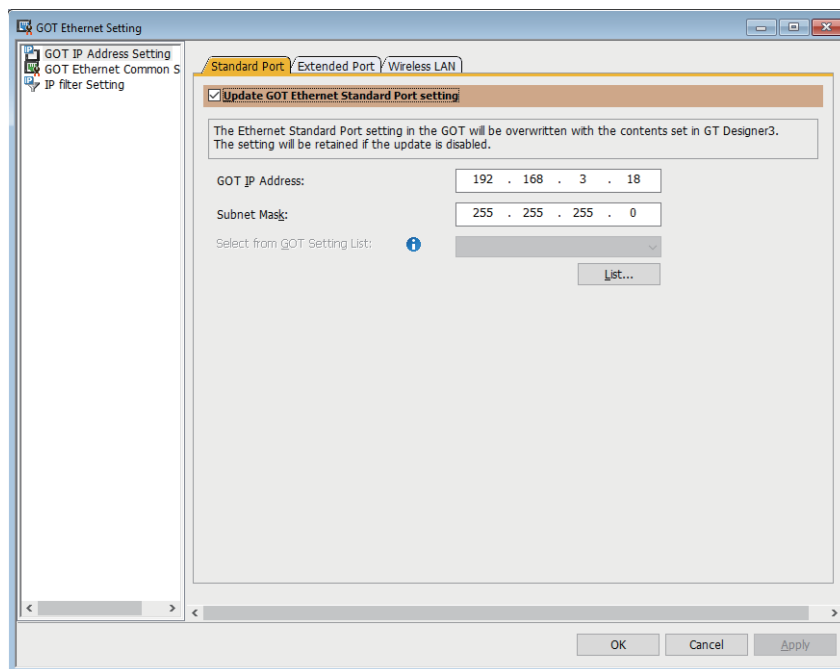 GOT Ethernet Setting
GOT IP Address Setting
GOT Ethernet Common S
IP filter Setting
Standard Port
Extended Port
Wireless LAN
Update GOT Ethernet Standard Port setting
The Ethernet Standard Port setting in the GOT will be overwritten with the contents set in GT Designer3.
The setting will be retained if the update is disabled.
GOT IP Address: 192 . 168 . 3 . 18
Subnet Mask: 255 . 255 . 255 . 0
Select from GOT Setting List:
List...
OK Cancel Apply